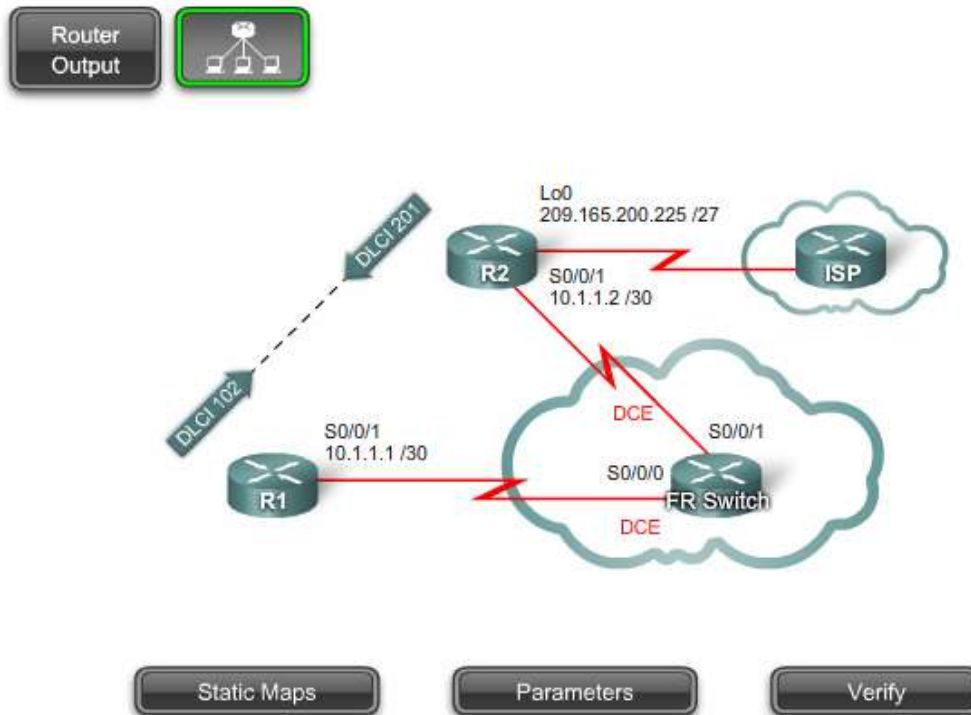 Router
Output
Lo0
209.165.200.225 /27
DLCI 201
R2
ISP
S0/0/1
10.1.1.2 /30
DLCI 102
DCE
S0/0/1
S0/0/1
10.1.1.1 /30
S0/0/0
R1
FR Switch
DCE
Static Maps
Parameters
Verify